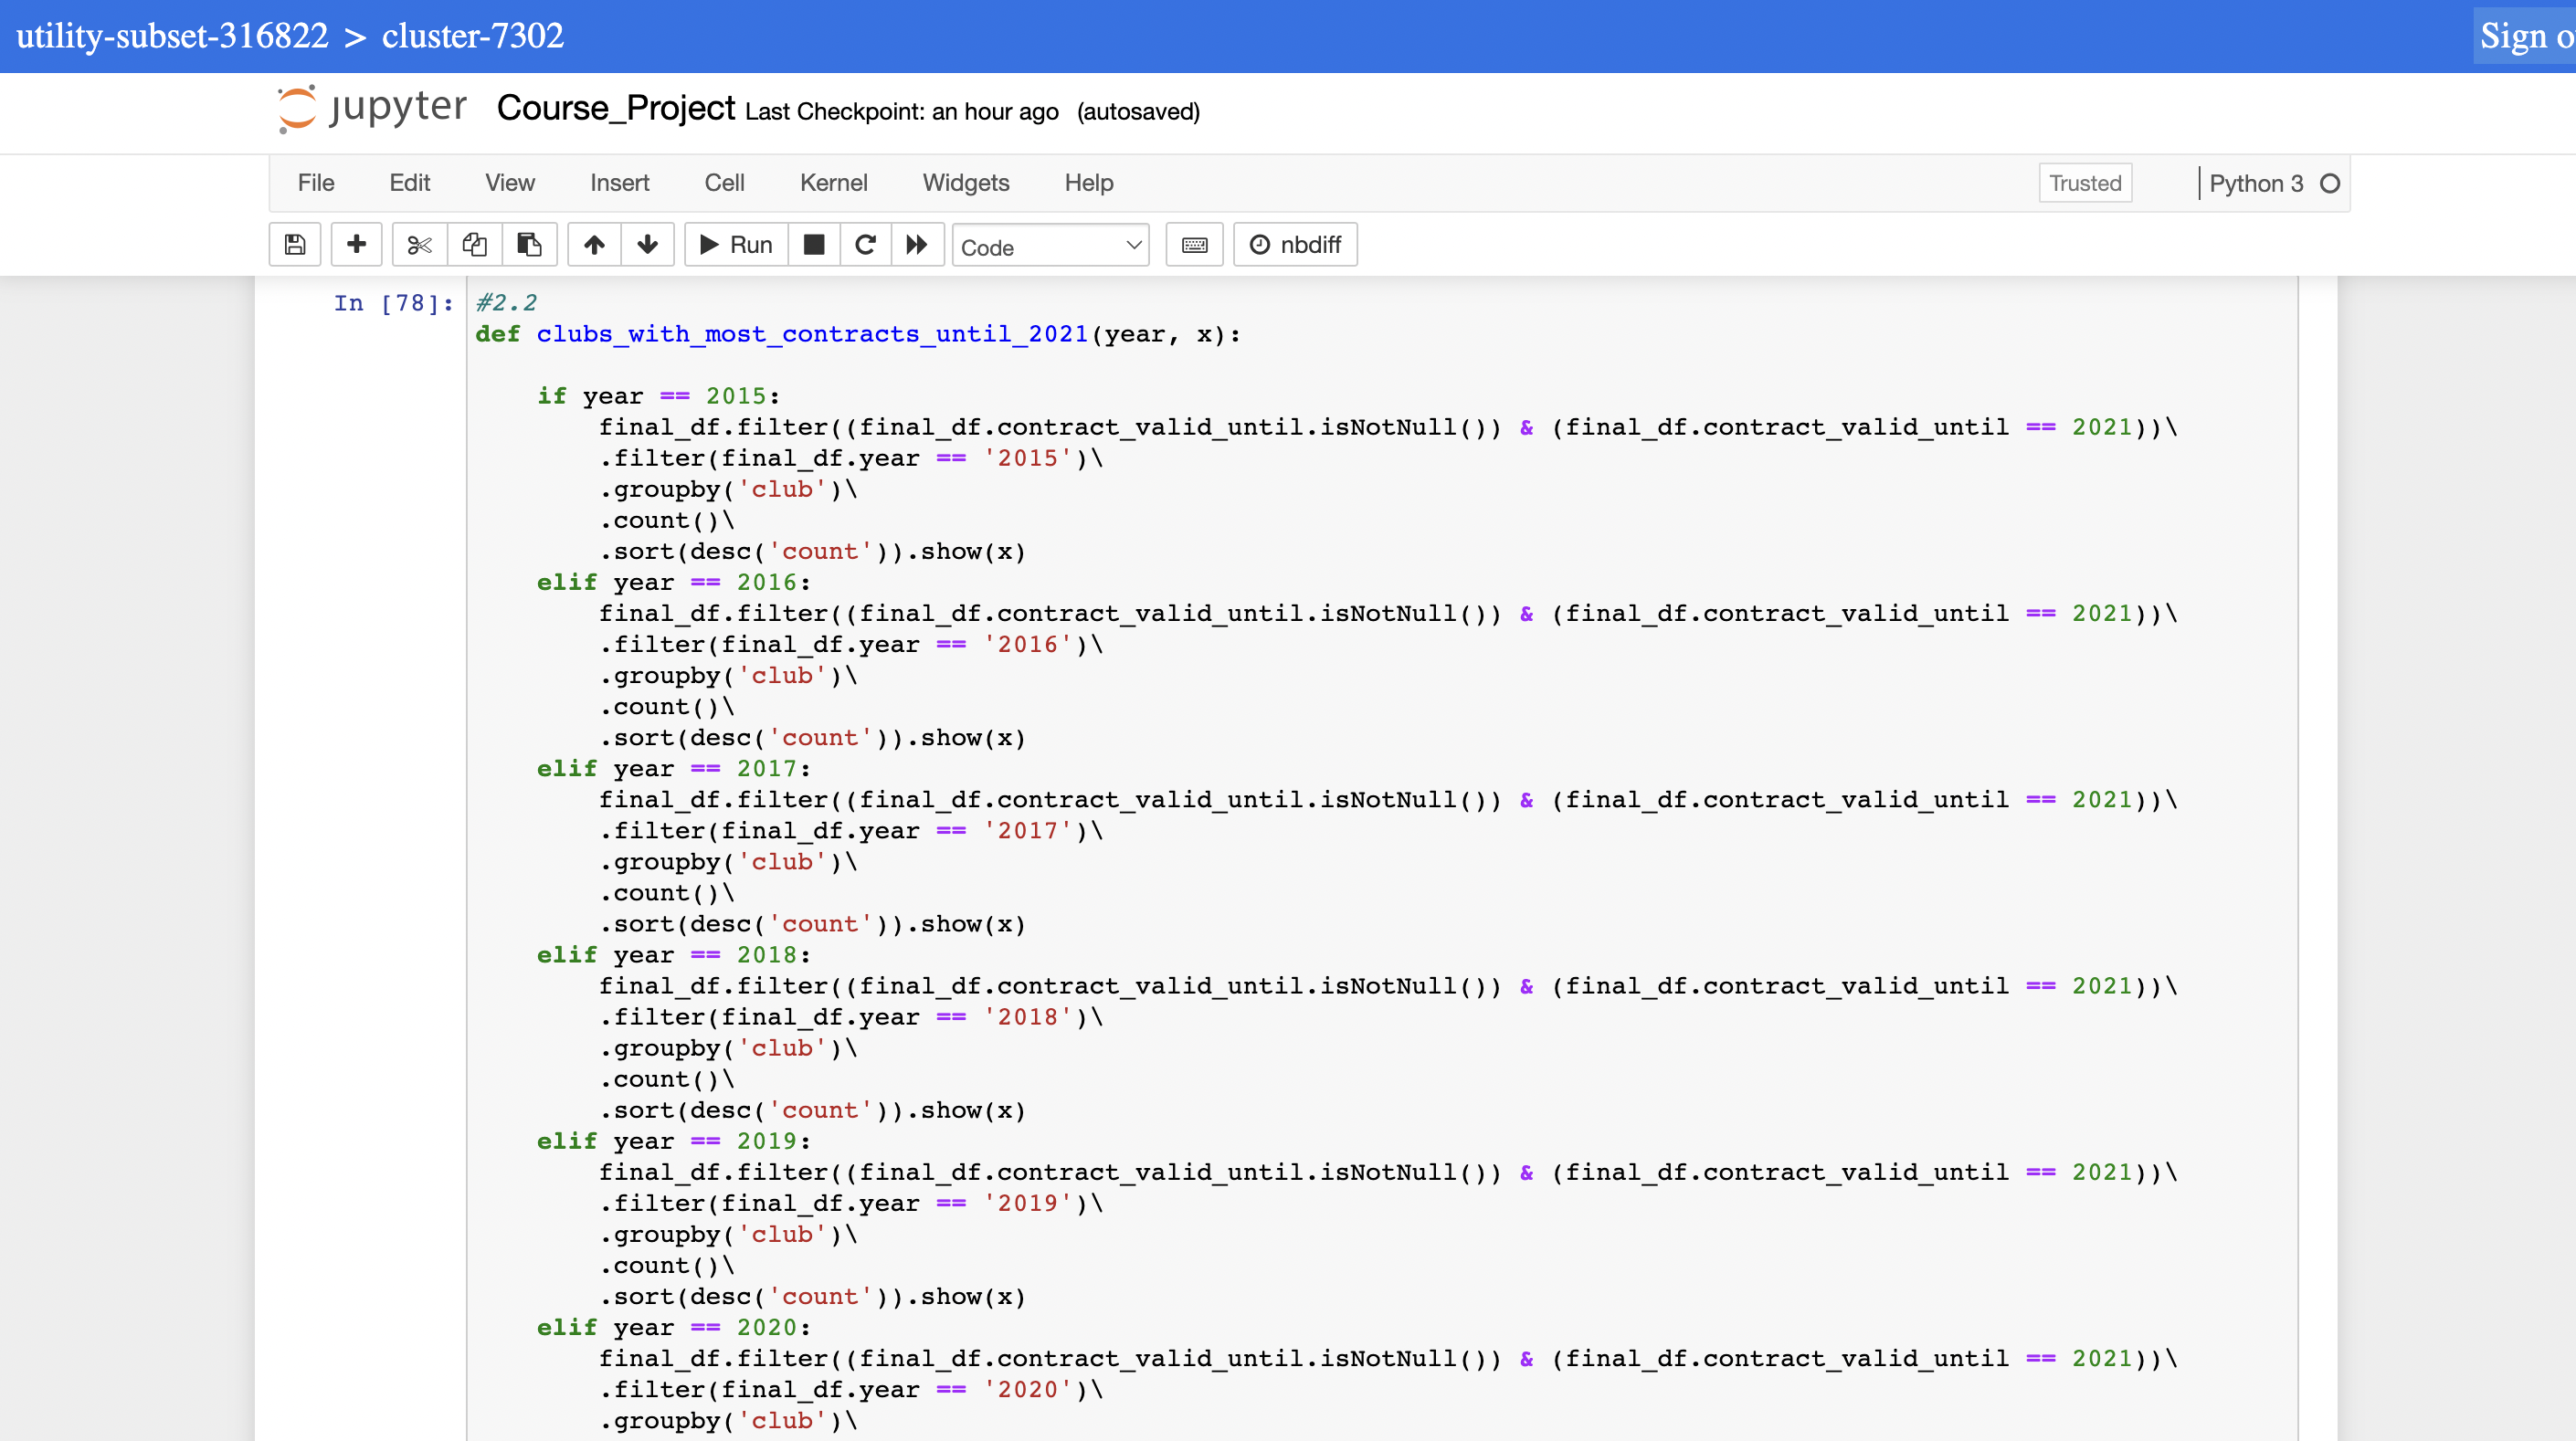 utility-subset-316822 > cluster-7302
Sign o
jupyter Course_Project Last Checkpoint: an hour ago (autosaved)
File Edit View Insert Cell Kernel Widgets Help Trusted Python 3
Run Code nbdiff
In [78]: #2.2
def clubs_with_most_contracts_until_2021(year, x):
if year == 2015:
final_df.filter((final_df.contract_valid_until.isNotNull()) & (final_df.contract_valid_until == 2021))\
.filter(final_df.year == '2015')\
.groupby('club')\
.count()\
.sort(desc('count')).show(x)
elif year == 2016:
final_df.filter((final_df.contract_valid_until.isNotNull()) & (final_df.contract_valid_until == 2021))\
.filter(final_df.year == '2016')\
.groupby('club')\
.count()\
.sort(desc('count')).show(x)
elif year == 2017:
final_df.filter((final_df.contract_valid_until.isNotNull()) & (final_df.contract_valid_until == 2021))\
.filter(final_df.year == '2017')\
.groupby('club')\
.count()\
.sort(desc('count')).show(x)
elif year == 2018:
final_df.filter((final_df.contract_valid_until.isNotNull()) & (final_df.contract_valid_until == 2021))\
.filter(final_df.year == '2018')\
.groupby('club')\
.count()\
.sort(desc('count')).show(x)
elif year == 2019:
final_df.filter((final_df.contract_valid_until.isNotNull()) & (final_df.contract_valid_until == 2021))\
.filter(final_df.year == '2019')\
.groupby('club')\
.count()\
.sort(desc('count')).show(x)
elif year == 2020:
final_df.filter((final_df.contract_valid_until.isNotNull()) & (final_df.contract_valid_until == 2021))\
.filter(final_df.year == '2020')\
.groupby('club')\